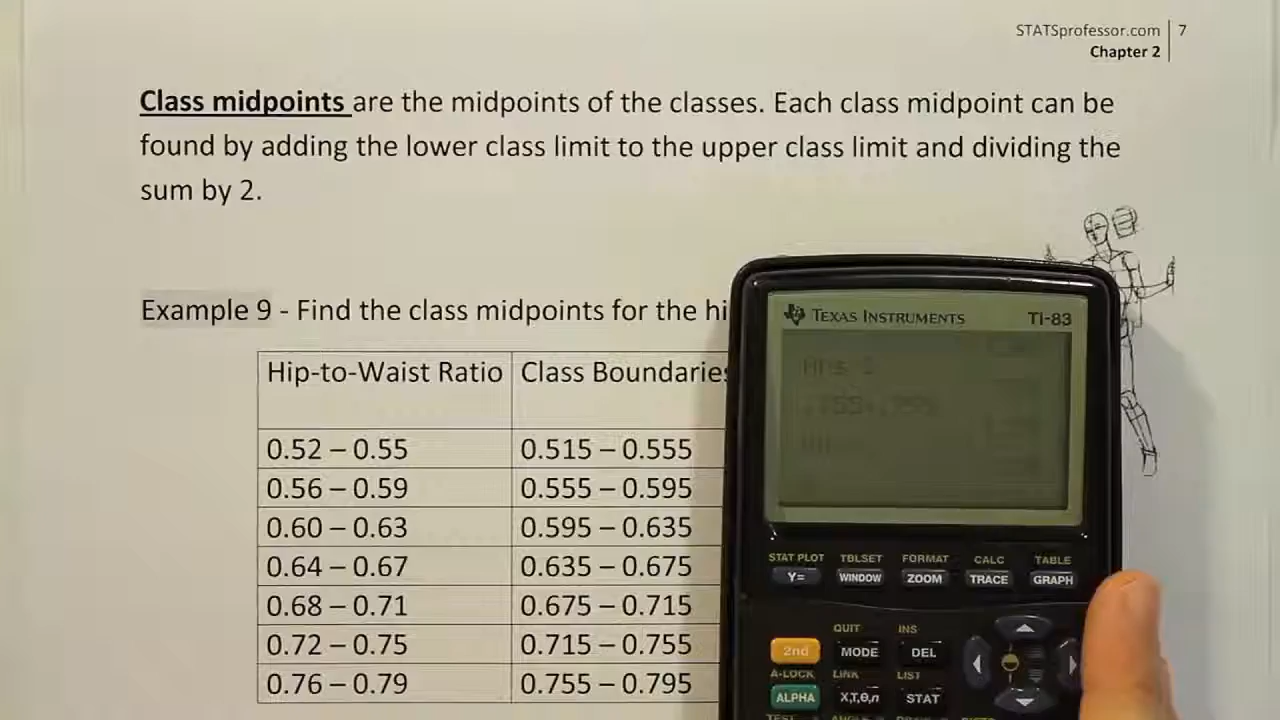 STATSprofessor.com 7
Chapter 2
Class midpoints are the midpoints of the classes. Each class midpoint can be
found by adding the lower class limit to the upper class limit and dividing the
sum by 2.
Example 9 - Find the class midpoints for the hi
Hip-to-Waist Ratio Class Boundaries
0.52 – 0.55 0.515 – 0.555
0.56 – 0.59 0.555 – 0.595
0.60 – 0.63 0.595 – 0.635
0.64 – 0.67 0.635 – 0.675
0.68 – 0.71 0.675 – 0.715
0.72 – 0.75 0.715 – 0.755
0.76 – 0.79 0.755 – 0.795
TEXAS INSTRUMENTS TI-83
STAT PLOT TBLSET FORMAT CALC TABLE
Y= WINDOW ZOOM TRACE GRAPH
QUIT INS
2nd MODE DEL
A-LOCK LINK LIST
ALPHA X,T,θ,n STAT